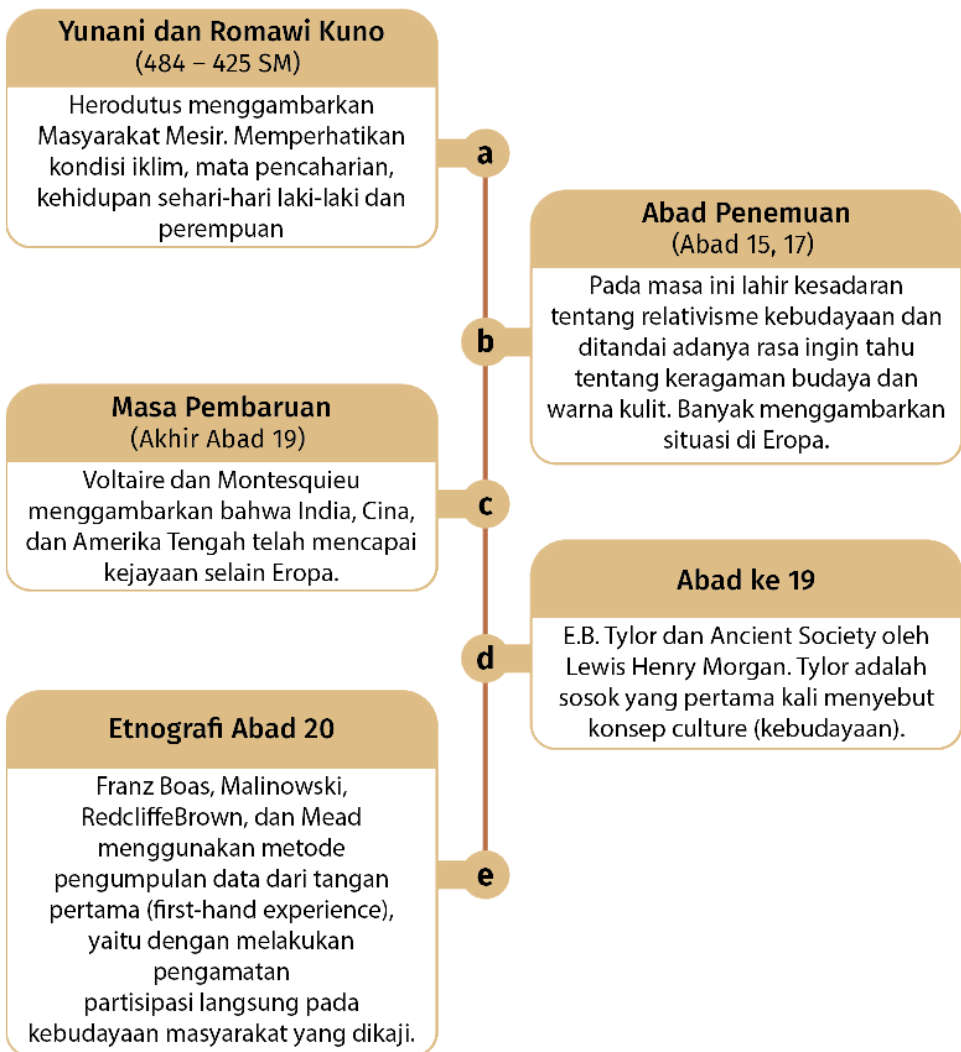 Yunani dan Romawi Kuno
(484 – 425 SM)
Herodutus menggambarkan
Masyarakat Mesir. Memperhatikan
kondisi iklim, mata pencaharian,
kehidupan sehari-hari laki-laki dan
perempuan
a
Abad Penemuan
(Abad 15, 17)
Pada masa ini lahir kesadaran
tentang relativisme kebudayaan dan
ditandai adanya rasa ingin tahu
tentang keragaman budaya dan
warna kulit. Banyak menggambarkan
situasi di Eropa.
b
Masa Pembaruan
(Akhir Abad 19)
Voltaire dan Montesquieu
menggambarkan bahwa India, Cina,
dan Amerika Tengah telah mencapai
kejayaan selain Eropa.
c
Abad ke 19
E.B. Tylor dan Ancient Society oleh
Lewis Henry Morgan. Tylor adalah
sosok yang pertama kali menyebut
konsep culture (kebudayaan).
d
Etnografi Abad 20
Franz Boas, Malinowski,
RedcliffeBrown, dan Mead
menggunakan metode
pengumpulan data dari tangan
pertama (first-hand experience),
yaitu dengan melakukan
pengamatan
partisipasi langsung pada
kebudayaan masyarakat yang dikaji.
e